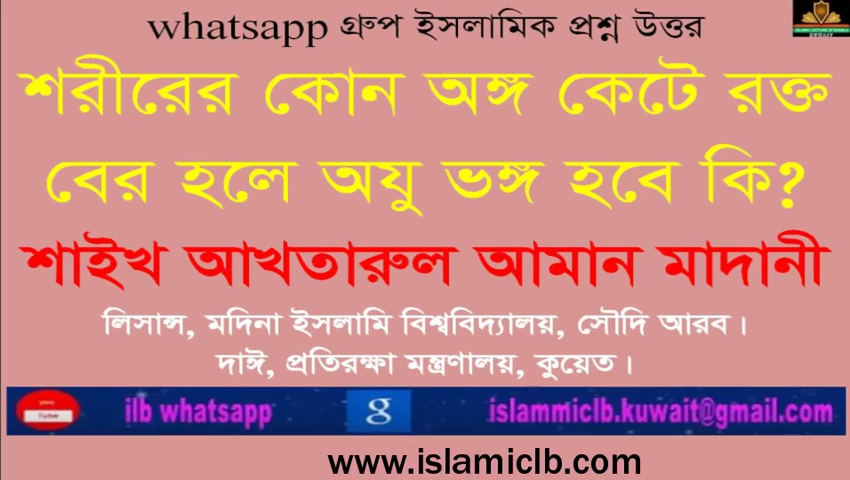 whatsapp গ্রুপ ইসলামিক প্রশ্ন উত্তর
শরীরের কোন অঙ্গ কেটে রক্ত
বের হলে অযু ভঙ্গ হবে কি?
শাইখ আখতারুল আমান মাদানী
লিসান্স, মদিনা ইসলামি বিশ্ববিদ্যালয়, সৌদি আরব।
দাঈ, প্রতিরক্ষা মন্ত্রণালয়, কুয়েত।
ilb whatsapp g islammiclb.kuwait@gmail.com
www.islamiclb.com